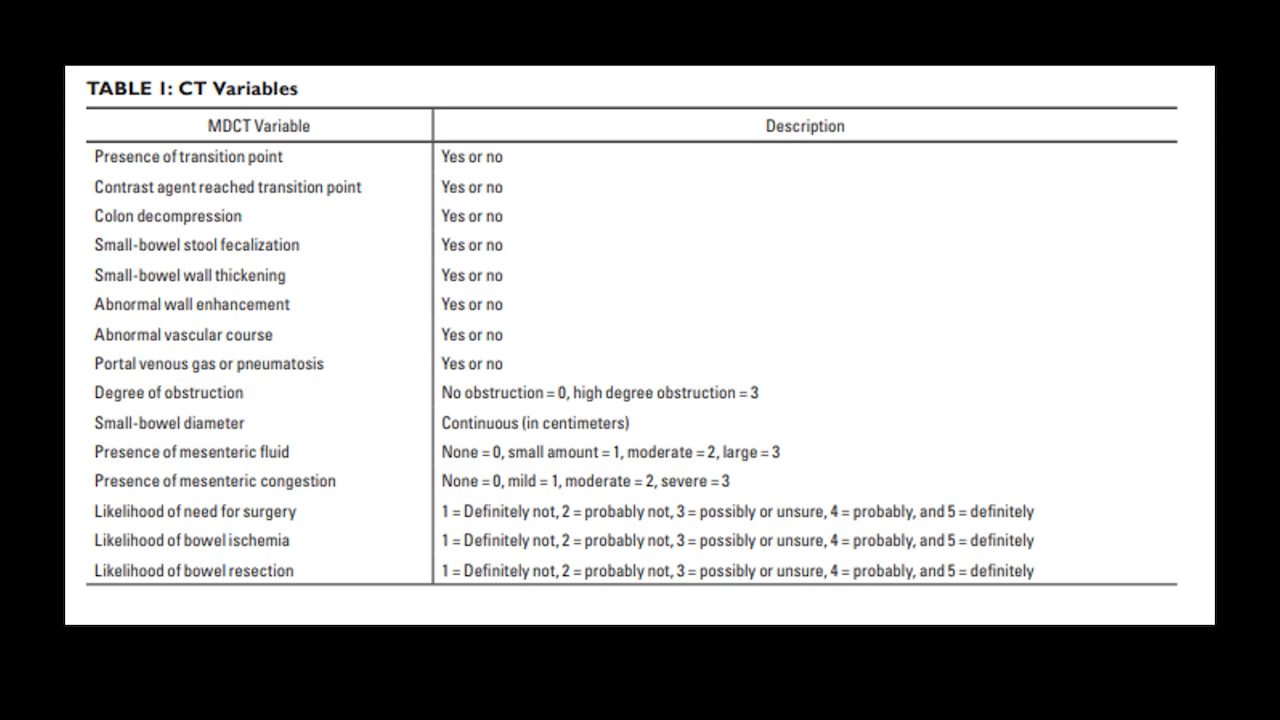 TABLE 1: CT Variables
MDCT Variable Description
Presence of transition point Yes or no
Contrast agent reached transition point Yes or no
Colon decompression Yes or no
Small-bowel stool fecalization Yes or no
Small-bowel wall thickening Yes or no
Abnormal wall enhancement Yes or no
Abnormal vascular course Yes or no
Portal venous gas or pneumatosis Yes or no
Degree of obstruction No obstruction = 0, high degree obstruction = 3
Small-bowel diameter Continuous (in centimeters)
Presence of mesenteric fluid None = 0, small amount = 1, moderate = 2, large = 3
Presence of mesenteric congestion None = 0, mild = 1, moderate = 2, severe = 3
Likelihood of need for surgery 1 = Definitely not, 2 = probably not, 3 = possibly or unsure, 4 = probably, and 5 = definitely
Likelihood of bowel ischemia 1 = Definitely not, 2 = probably not, 3 = possibly or unsure, 4 = probably, and 5 = definitely
Likelihood of bowel resection 1 = Definitely not, 2 = probably not, 3 = possibly or unsure, 4 = probably, and 5 = definitely